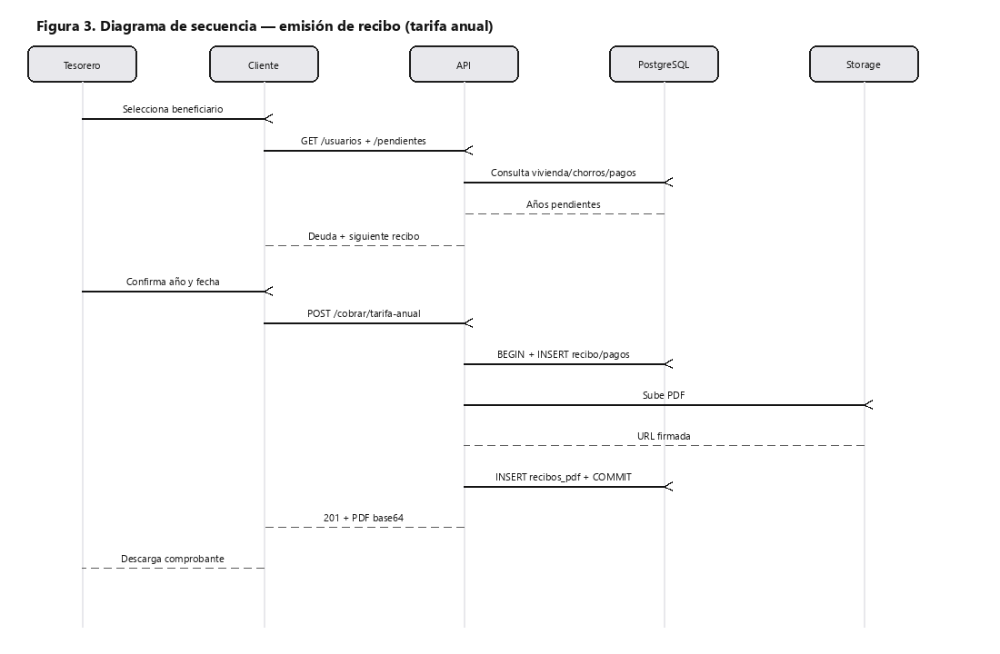 Figura 3. Diagrama de secuencia — emisión de recibo (tarifa anual)
Tesorero
Cliente
API
PostgreSQL
Storage
Selecciona beneficiario
GET /usuarios + /pendientes
Consulta vivienda/chorros/pagos
Años pendientes
Deuda + siguiente recibo
Confirma año y fecha
POST /cobrar/tarifa-anual
BEGIN + INSERT recibo/pagos
Sube PDF
URL firmada
INSERT recibos_pdf + COMMIT
201 + PDF base64
Descarga comprobante